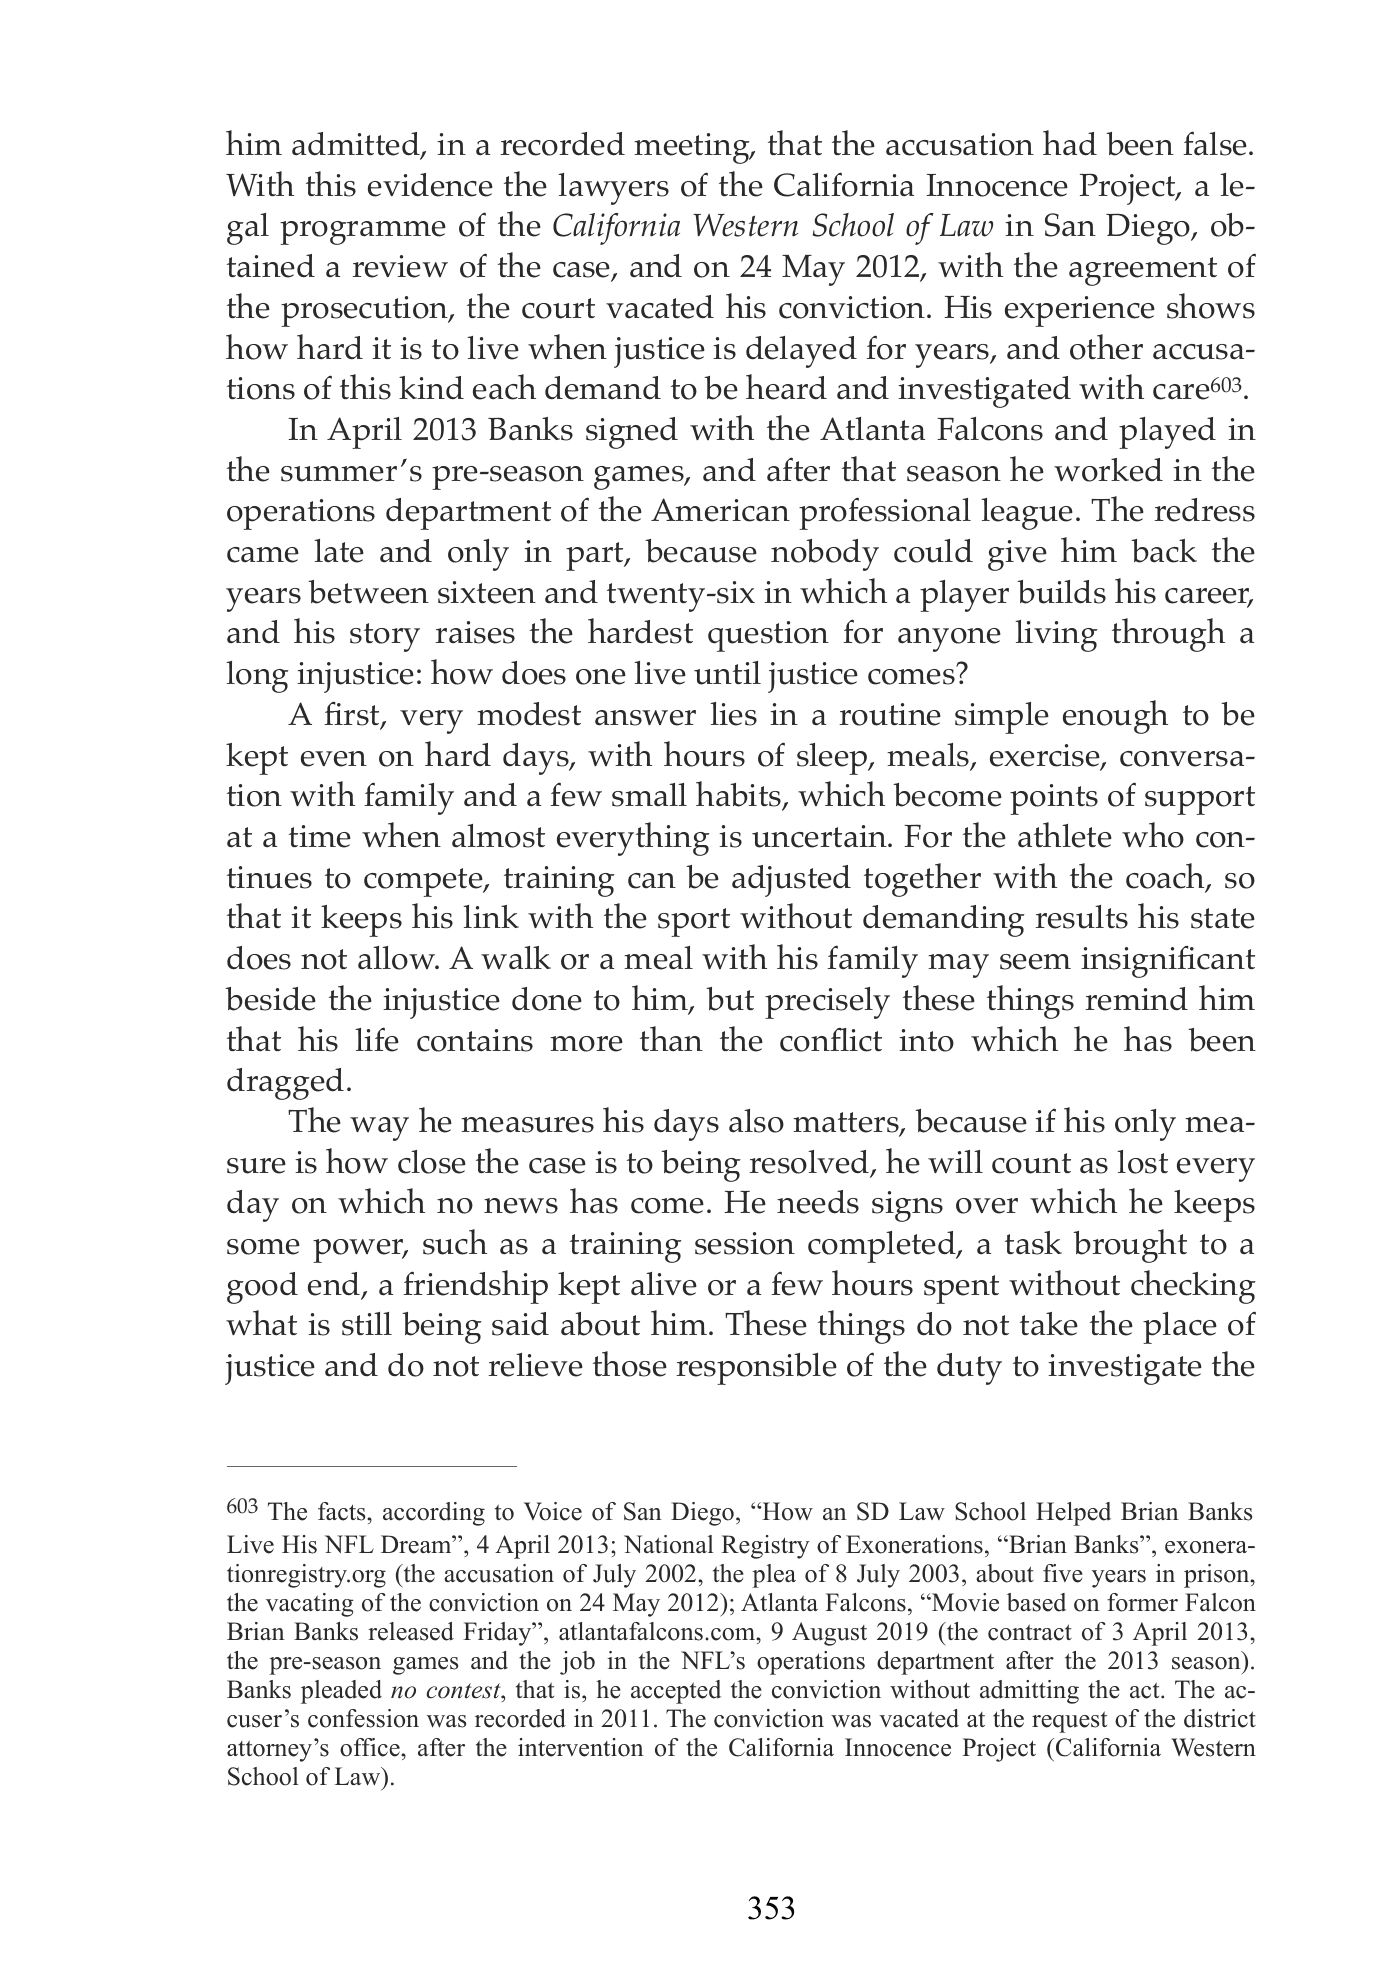 him admitted, in a recorded meeting, that the accusation had been false.
With this evidence the lawyers of the California Innocence Project, a le-
gal programme of the California Western School of Law in San Diego, ob-
tained a review of the case, and on 24 May 2012, with the agreement of
the prosecution, the court vacated his conviction. His experience shows
how hard it is to live when justice is delayed for years, and other accusa-
tions of this kind each demand to be heard and investigated with care603.
In April 2013 Banks signed with the Atlanta Falcons and played in
the summer’s pre-season games, and after that season he worked in the
operations department of the American professional league. The redress
came late and only in part, because nobody could give him back the
years between sixteen and twenty-six in which a player builds his career,
and his story raises the hardest question for anyone living through a
long injustice: how does one live until justice comes?
A first, very modest answer lies in a routine simple enough to be
kept even on hard days, with hours of sleep, meals, exercise, conversa-
tion with family and a few small habits, which become points of support
at a time when almost everything is uncertain. For the athlete who con-
tinues to compete, training can be adjusted together with the coach, so
that it keeps his link with the sport without demanding results his state
does not allow. A walk or a meal with his family may seem insignificant
beside the injustice done to him, but precisely these things remind him
that his life contains more than the conflict into which he has been
dragged.
The way he measures his days also matters, because if his only mea-
sure is how close the case is to being resolved, he will count as lost every
day on which no news has come. He needs signs over which he keeps
some power, such as a training session completed, a task brought to a
good end, a friendship kept alive or a few hours spent without checking
what is still being said about him. These things do not take the place of
justice and do not relieve those responsible of the duty to investigate the
603 The facts, according to Voice of San Diego, “How an SD Law School Helped Brian Banks
Live His NFL Dream”, 4 April 2013; National Registry of Exonerations, “Brian Banks”, exonera-
tionregistry.org (the accusation of July 2002, the plea of 8 July 2003, about five years in prison,
the vacating of the conviction on 24 May 2012); Atlanta Falcons, “Movie based on former Falcon
Brian Banks released Friday”, atlantafalcons.com, 9 August 2019 (the contract of 3 April 2013,
the pre-season games and the job in the NFL’s operations department after the 2013 season).
Banks pleaded no contest, that is, he accepted the conviction without admitting the act. The ac-
cuser’s confession was recorded in 2011. The conviction was vacated at the request of the district
attorney’s office, after the intervention of the California Innocence Project (California Western
School of Law).
353